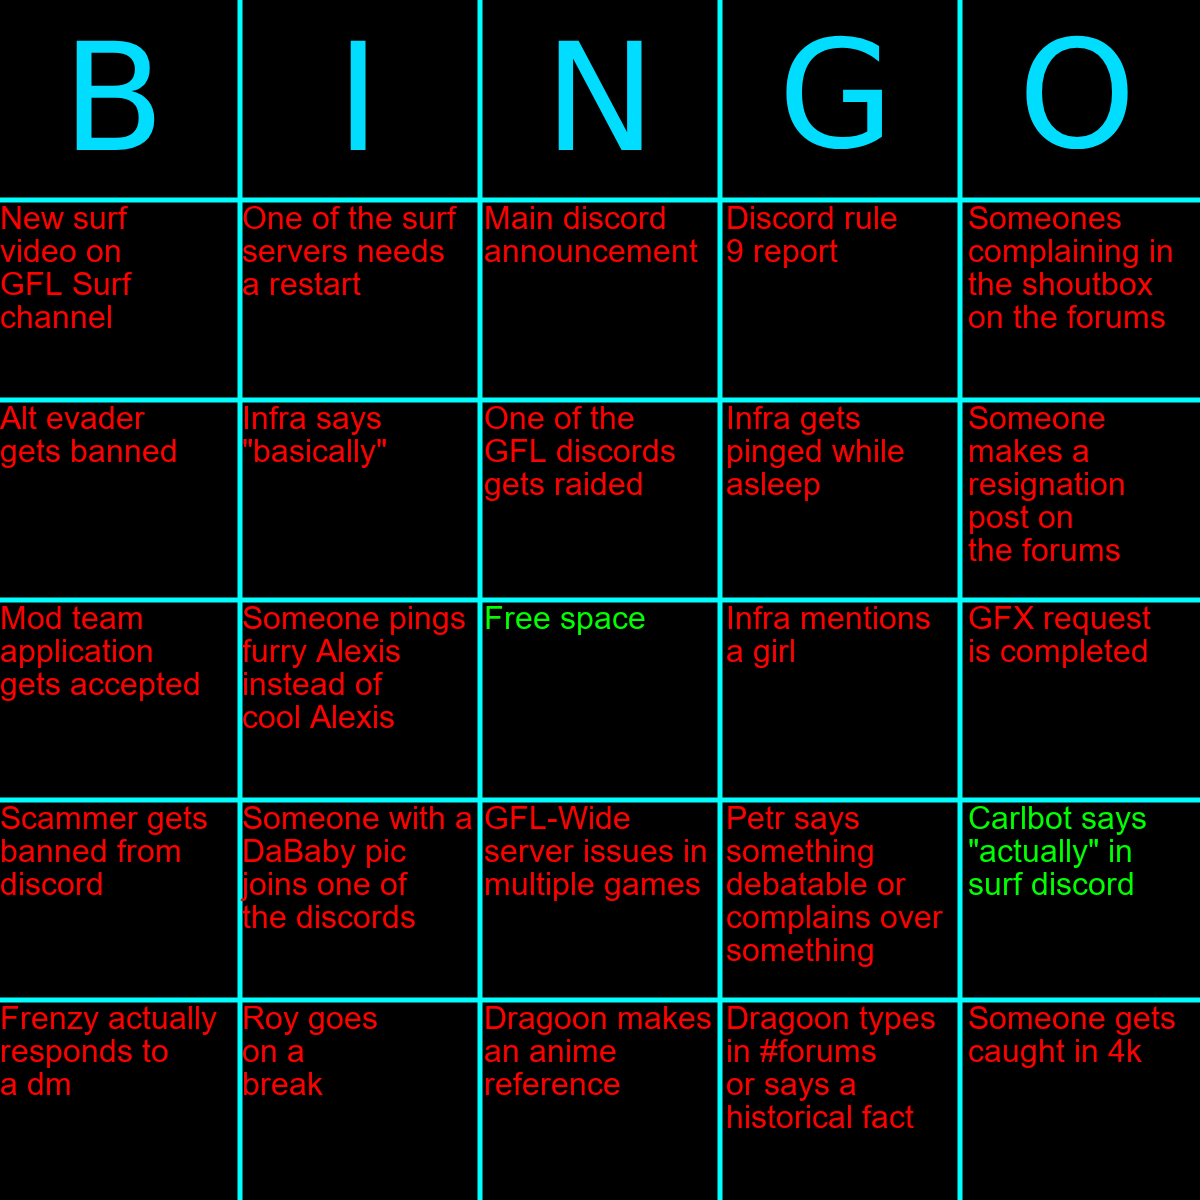 B I N G O
New surf
video on
GFL Surf
channel
One of the surf
servers needs
a restart
Main discord
announcement
Discord rule
9 report
Someones
complaining in
the shoutbox
on the forums
Alt evader
gets banned
Infra says
"basically"
One of the
GFL discords
gets raided
Infra gets
pinged while
asleep
Someone
makes a
resignation
post on
the forums
Mod team
application
gets accepted
Someone pings
furry Alexis
instead of
cool Alexis
Free space
Infra mentions
a girl
GFX request
is completed
Scammer gets
banned from
discord
Someone with a
DaBaby pic
joins one of
the discords
GFL-Wide
server issues in
multiple games
Petr says
something
debatable or
complains over
something
Carlbot says
"actually" in
surf discord
Frenzy actually
responds to
a dm
Roy goes
on a
break
Dragoon makes
an anime
reference
Dragoon types
in #forums
or says a
historical fact
Someone gets
caught in 4k